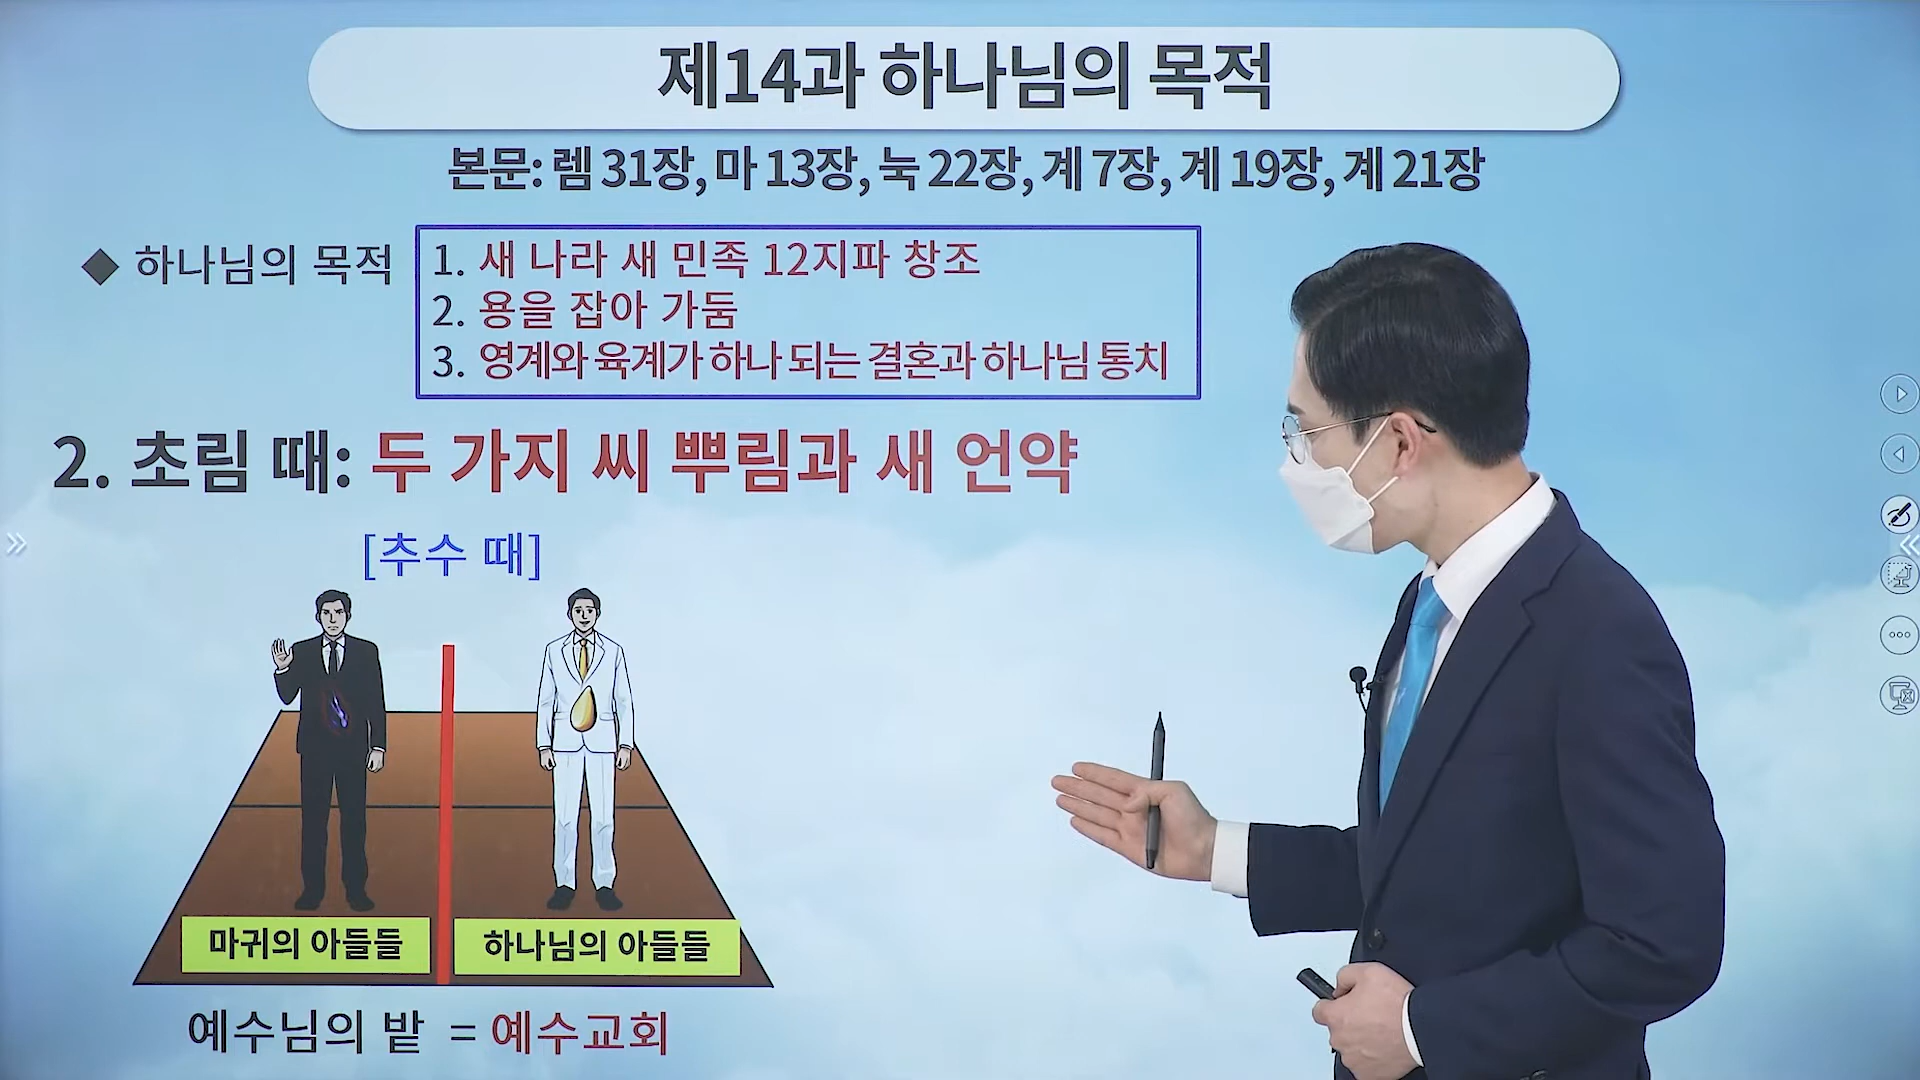 제14과 하나님의 목적
본문: 렘 31장, 마 13장, 눅 22장, 계 7장, 계 19장, 계 21장
◆ 하나님의 목적
1. 새 나라 새 민족 12지파 창조
2. 용을 잡아 가둠
3. 영계와 육계가 하나 되는 결혼과 하나님 통치
2. 초림 때: 두 가지 씨 뿌림과 새 언약
[추수 때]
마귀의 아들들
하나님의 아들들
예수님의 밭 = 예수교회